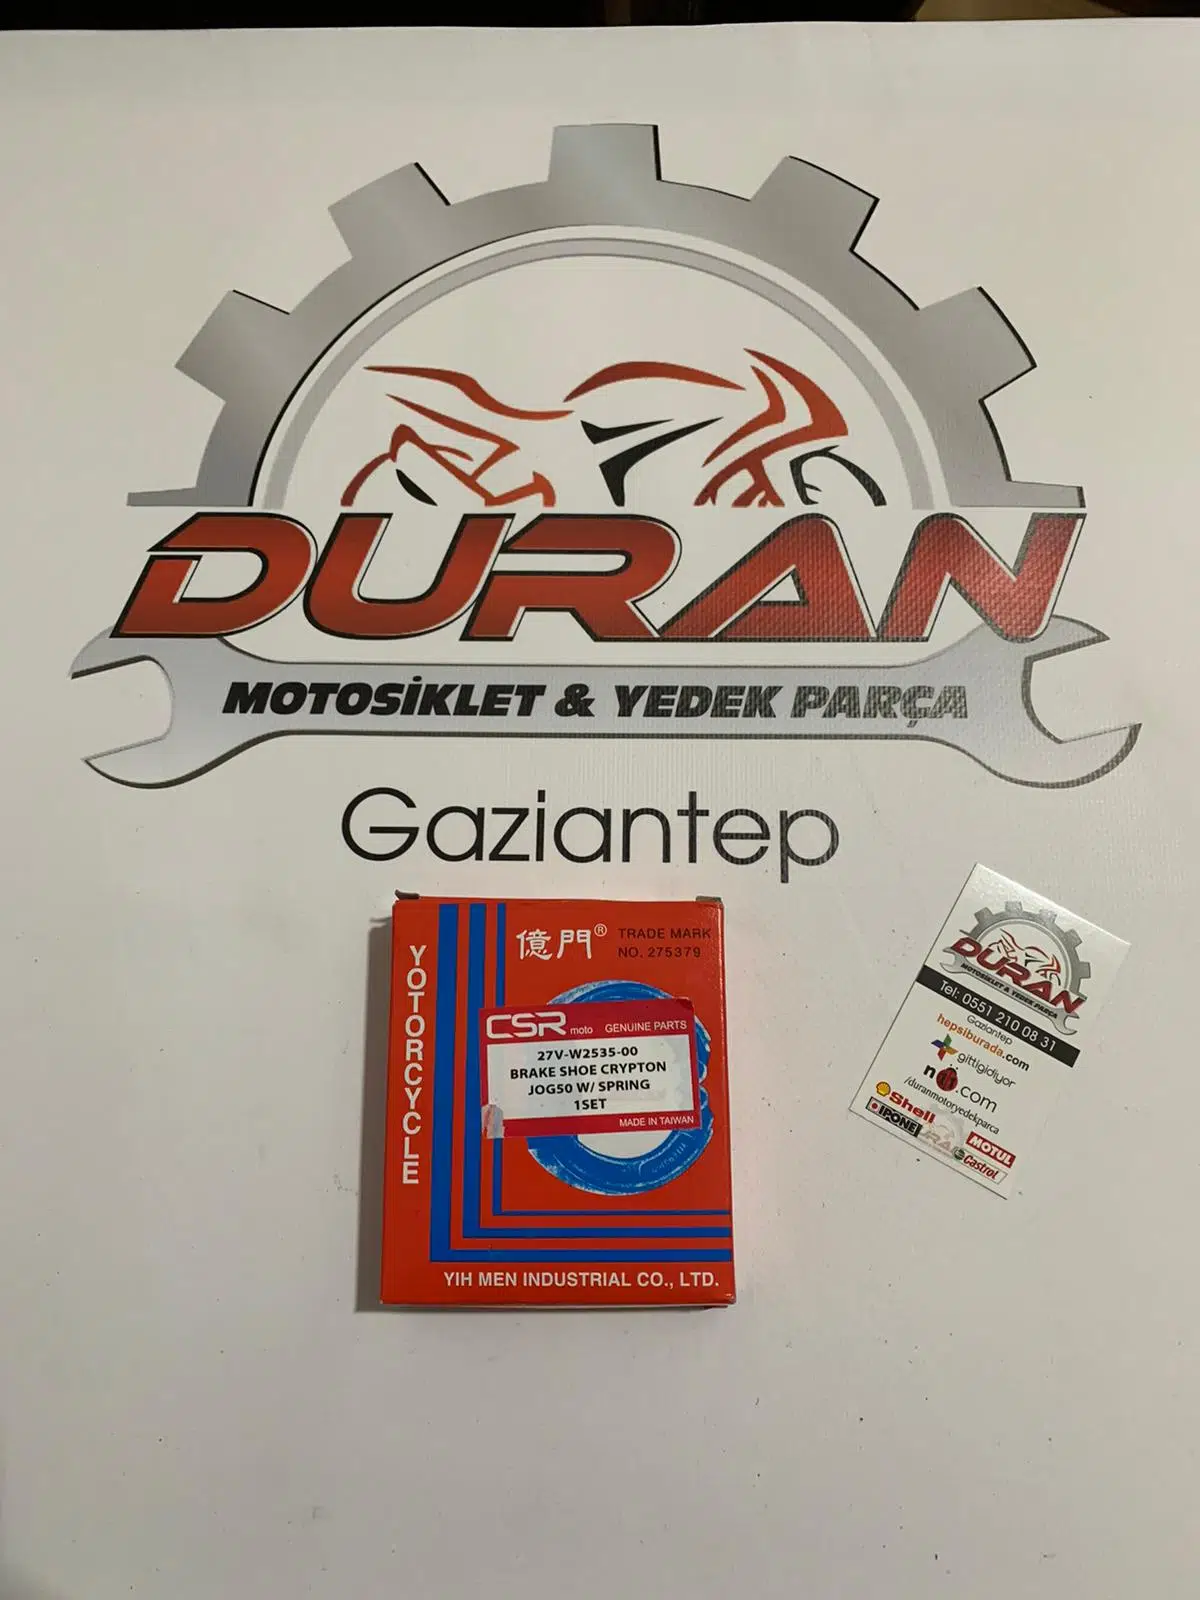 DURAN
MOTOSİKLET & YEDEK PARÇA
Gaziantep
億門® TRADE MARK
NO. 275379
YOTORCYCLE
CSR moto GENUINE PARTS
27V-W2535-00
BRAKE SHOE CRYPTON
JOG50 W/ SPRING
1SET
MADE IN TAIWAN
YIH MEN INDUSTRIAL CO., LTD.
DURAN
MOTOSİKLET & YEDEK PARÇA
Tel: 0551 210 08 31
Gaziantep
hepsiburada.com
gittigidiyor
n11.com
/duranmotoryedekparca
Shell
IPONE
MOTUL
Castrol